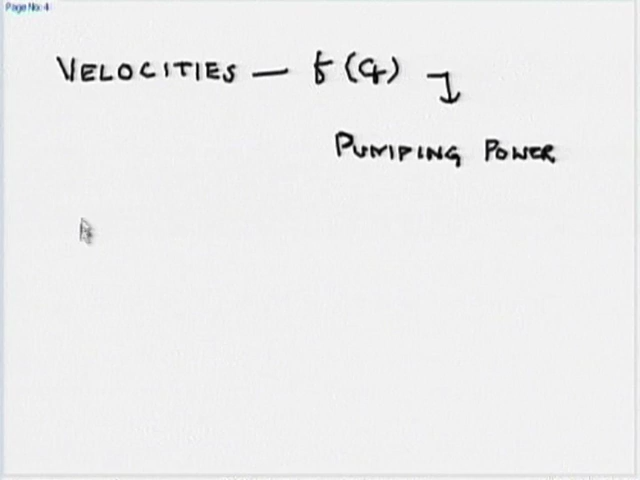 Page No: 4
VELOCITIES — f(q)
PUMPING POWER